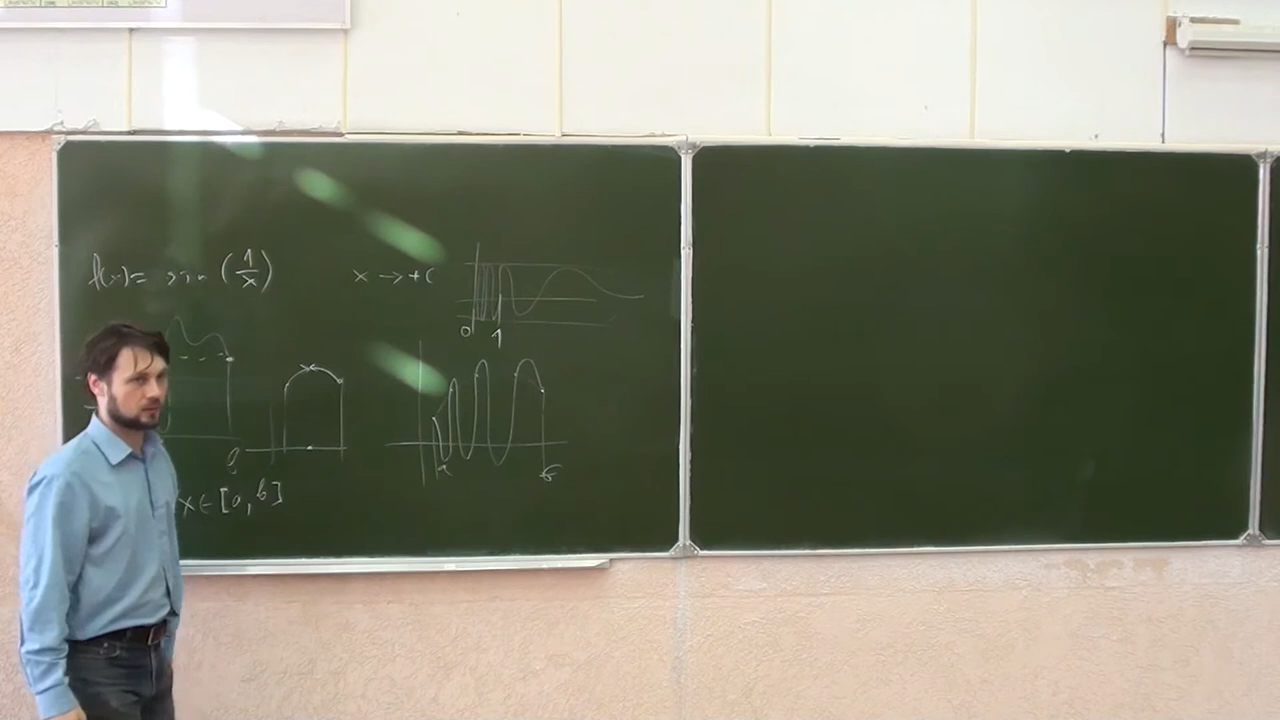 f(x)= sin (1/x)
x → +0
0 1
a
b
x ∈ [a, b]